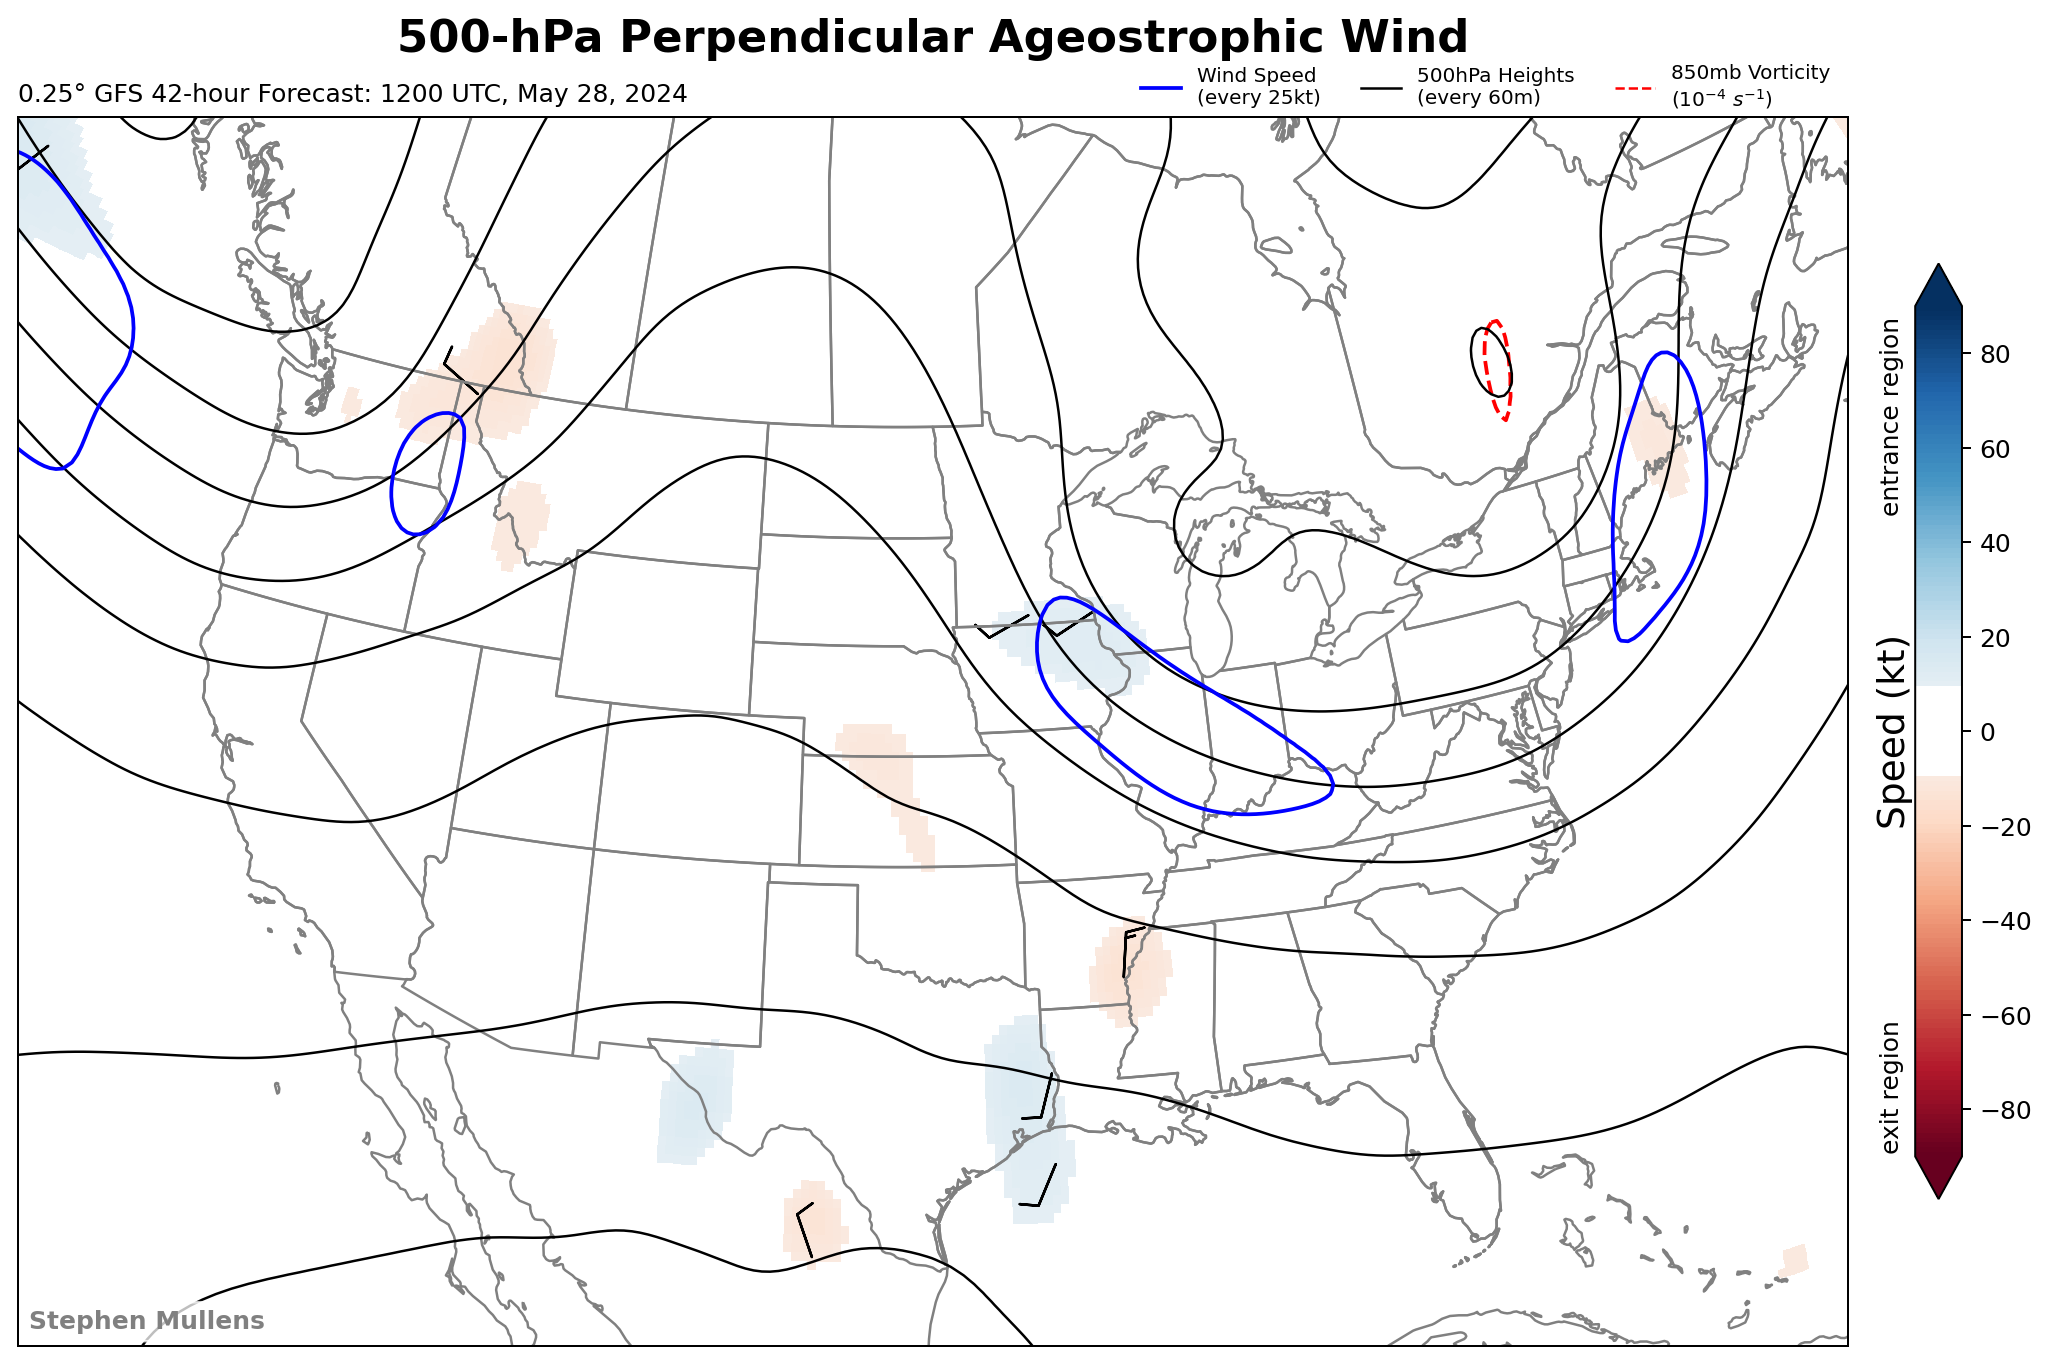 500-hPa Perpendicular Ageostrophic Wind
0.25° GFS 42-hour Forecast: 1200 UTC, May 28, 2024
Wind Speed
(every 25kt)
500hPa Heights
(every 60m)
850mb Vorticity
(10⁻⁴ s⁻¹)
entrance region
Speed (kt)
exit region
80
60
40
20
0
−20
−40
−60
−80
Stephen Mullens